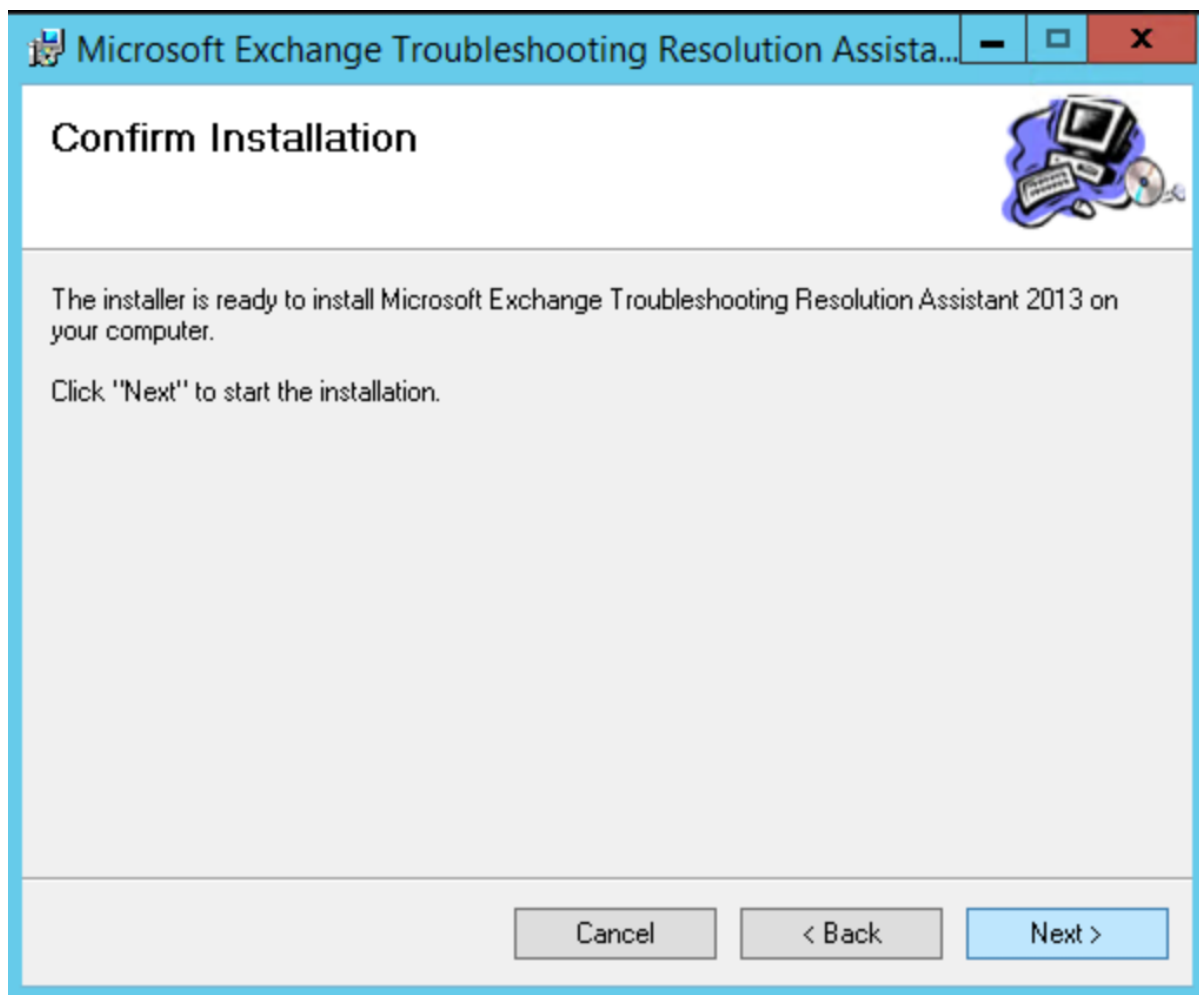 Microsoft Exchange Troubleshooting Resolution Assista...
Confirm Installation
The installer is ready to install Microsoft Exchange Troubleshooting Resolution Assistant 2013 on
your computer.
Click "Next" to start the installation.
Cancel
< Back
Next >